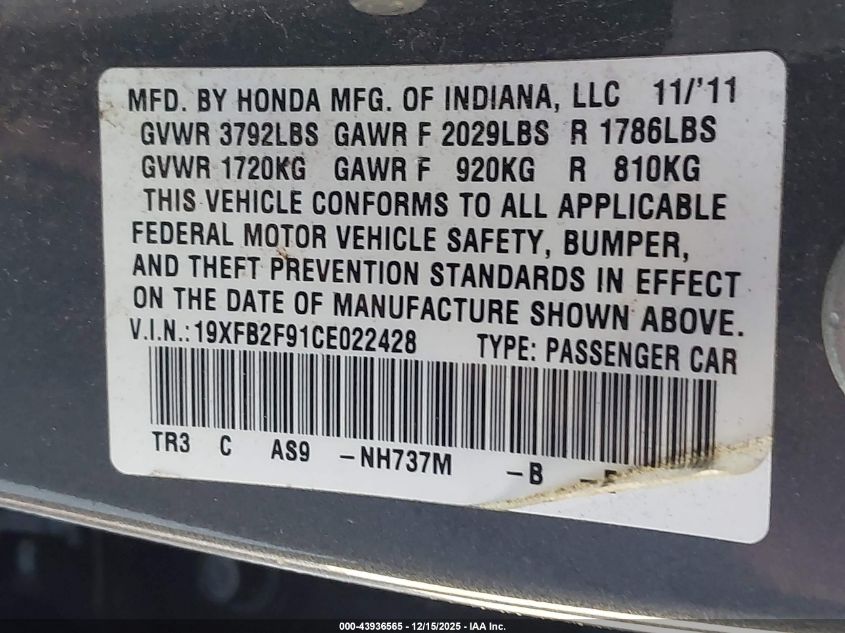 MFD. BY HONDA MFG. OF INDIANA, LLC 11/'11
GVWR 3792LBS GAWR F 2029LBS R 1786LBS
GVWR 1720KG GAWR F 920KG R 810KG
THIS VEHICLE CONFORMS TO ALL APPLICABLE
FEDERAL MOTOR VEHICLE SAFETY, BUMPER,
AND THEFT PREVENTION STANDARDS IN EFFECT
ON THE DATE OF MANUFACTURE SHOWN ABOVE.
V.I.N.: 19XFB2F91CE022428 TYPE: PASSENGER CAR
TR3 C AS9 -NH737M -B
000-43936565 - 12/15/2025 - IAA Inc.